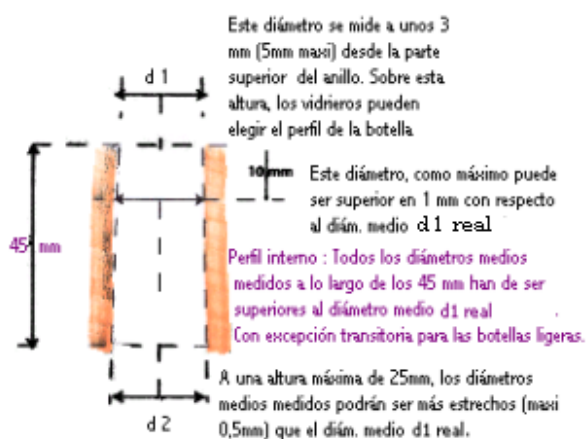 Este diámetro se mide a unos 3
mm (5mm maxi) desde la parte
superior del anillo. Sobre esta
altura, los vidrieros pueden
elegir el perfil de la botella
d 1
10 mm
Este diámetro, como máximo puede
ser superior en 1 mm con respecto
al diám. medio d1 real
45 mm
Perfil interno : Todos los diámetros medios
medidos a lo largo de los 45 mm han de ser
superiores al diámetro medio d1 real .
Con excepción transitoria para las botellas ligeras.
A una altura máxima de 25mm, los diámetros
medios medidos podrán ser más estrechos (maxi
0,5mm) que el diám. medio d1 real.
d 2